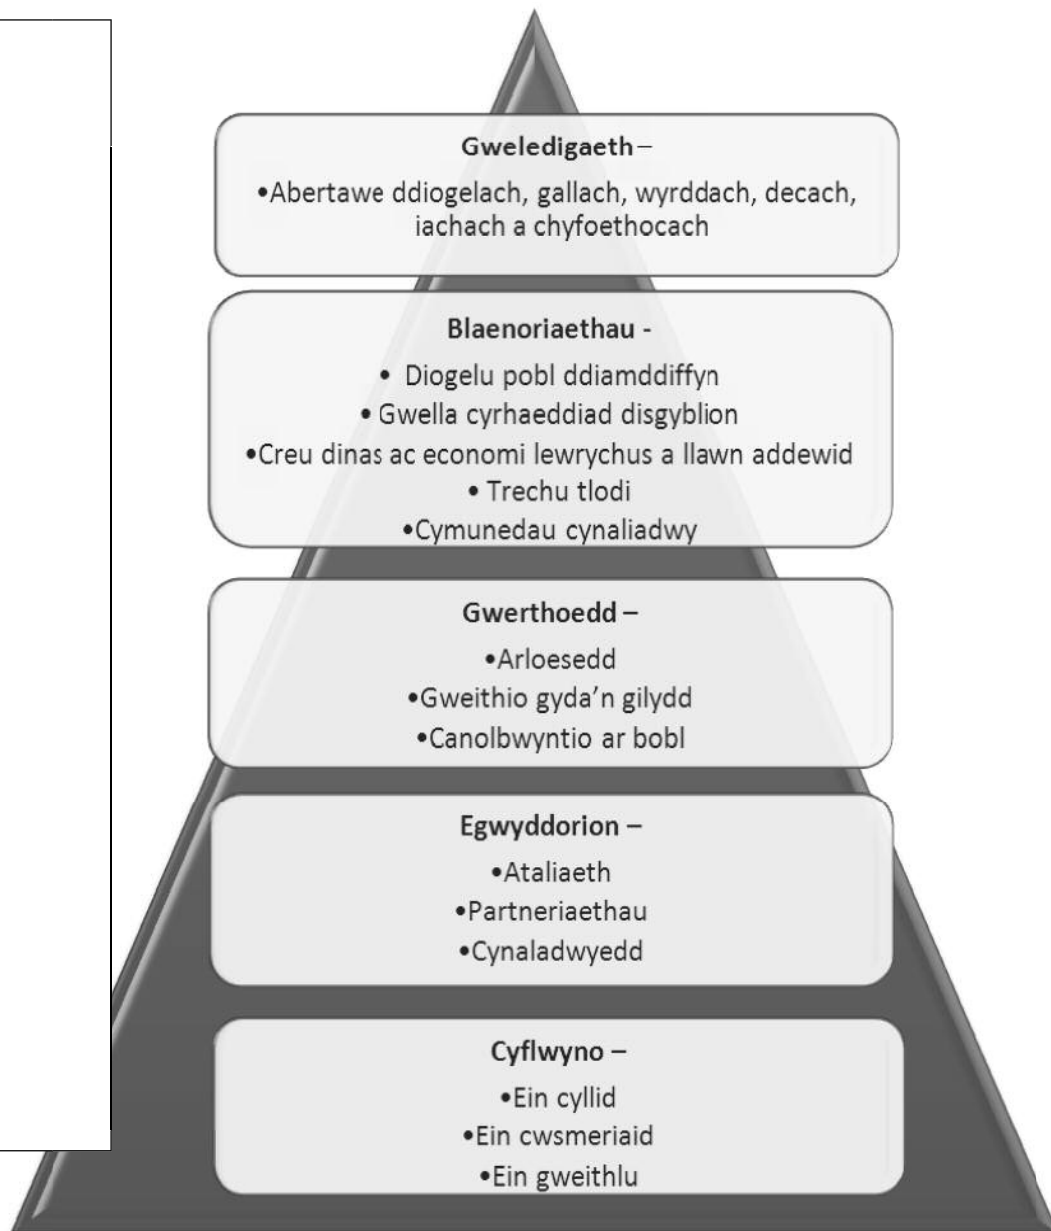 Gweledigaeth –
•Abertawe ddiogelach, gallach, wyrddach, decach,
iachach a chyfoethocach
Blaenoriaethau -
• Diogelu pobl ddiamddiffyn
• Gwella cyrhaeddiad disgyblion
•Creu dinas ac economi lewrychus a llawn addewid
• Trechu tlodi
•Cymunedau cynaliadwy
Gwerthoedd –
•Arloesedd
•Gweithio gyda’n gilydd
•Canolbwyntio ar bobl
Egwyddorion –
•Ataliaeth
•Partneriaethau
•Cynaladwyedd
Cyflwyno –
•Ein cyllid
•Ein cwsmeriaid
•Ein gweithlu